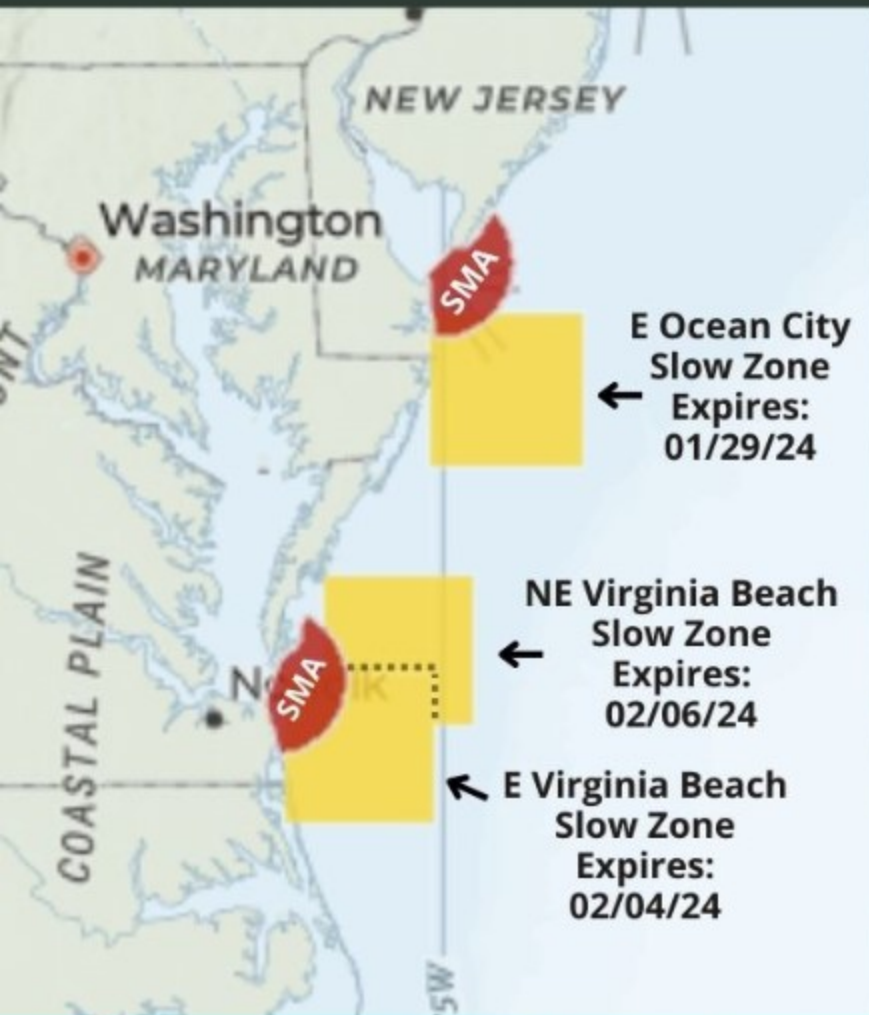 NEW JERSEY
Washington
MARYLAND
SMA
E Ocean City
Slow Zone
Expires:
01/29/24
NE Virginia Beach
Slow Zone
Expires:
02/06/24
SMA
COASTAL PLAIN
E Virginia Beach
Slow Zone
Expires:
02/04/24
5W